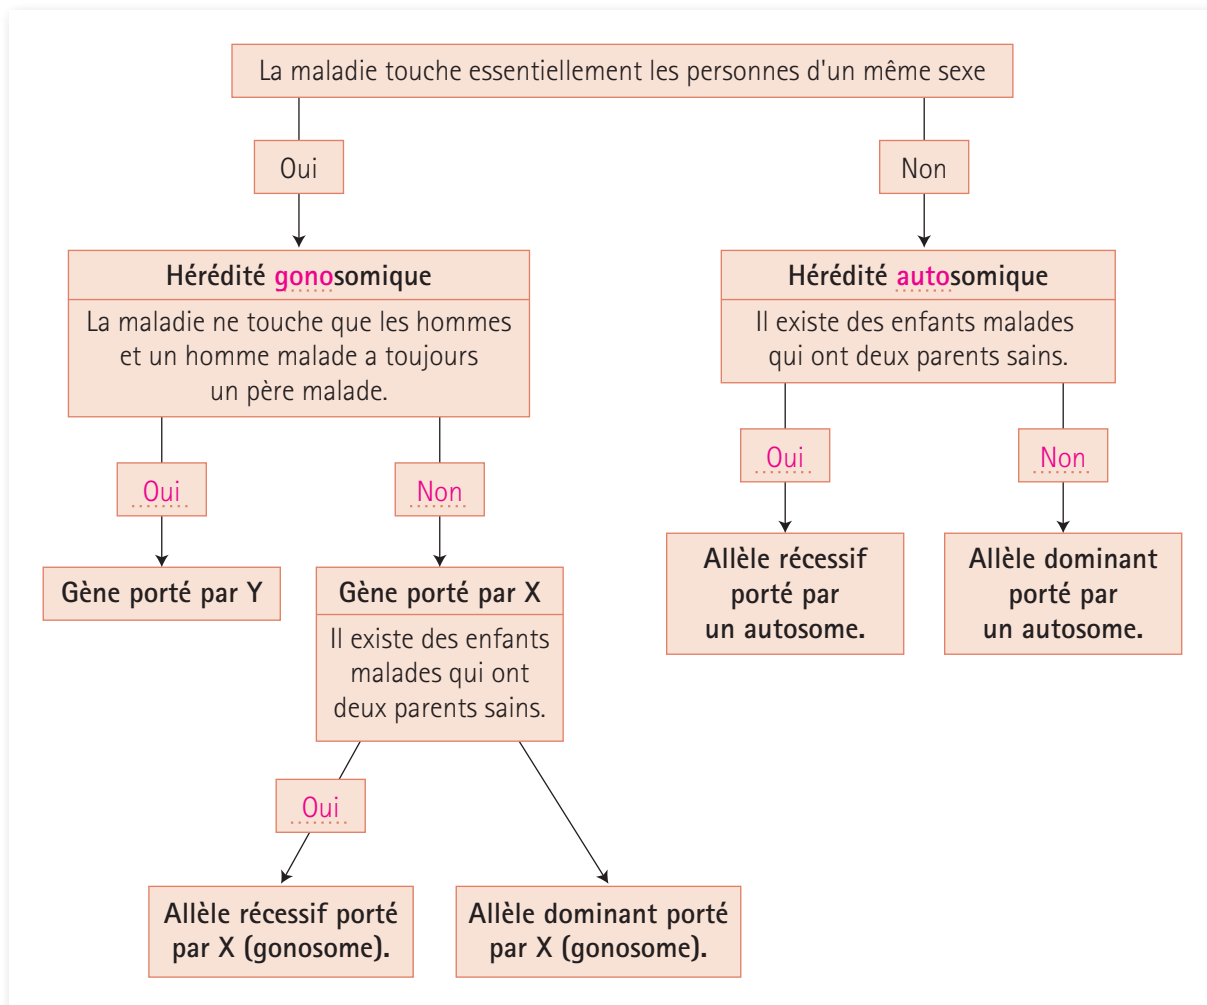 La maladie touche essentiellement les personnes d'un même sexe
Oui
Non
Hérédité gonosomique
La maladie ne touche que les hommes
et un homme malade a toujours
un père malade.
Hérédité autosomique
Il existe des enfants malades
qui ont deux parents sains.
Oui
Non
Oui
Non
Gène porté par Y
Gène porté par X
Il existe des enfants
malades qui ont
deux parents sains.
Allèle récessif
porté par
un autosome.
Allèle dominant
porté par
un autosome.
Oui
Allèle récessif porté
par X (gonosome).
Allèle dominant porté
par X (gonosome).